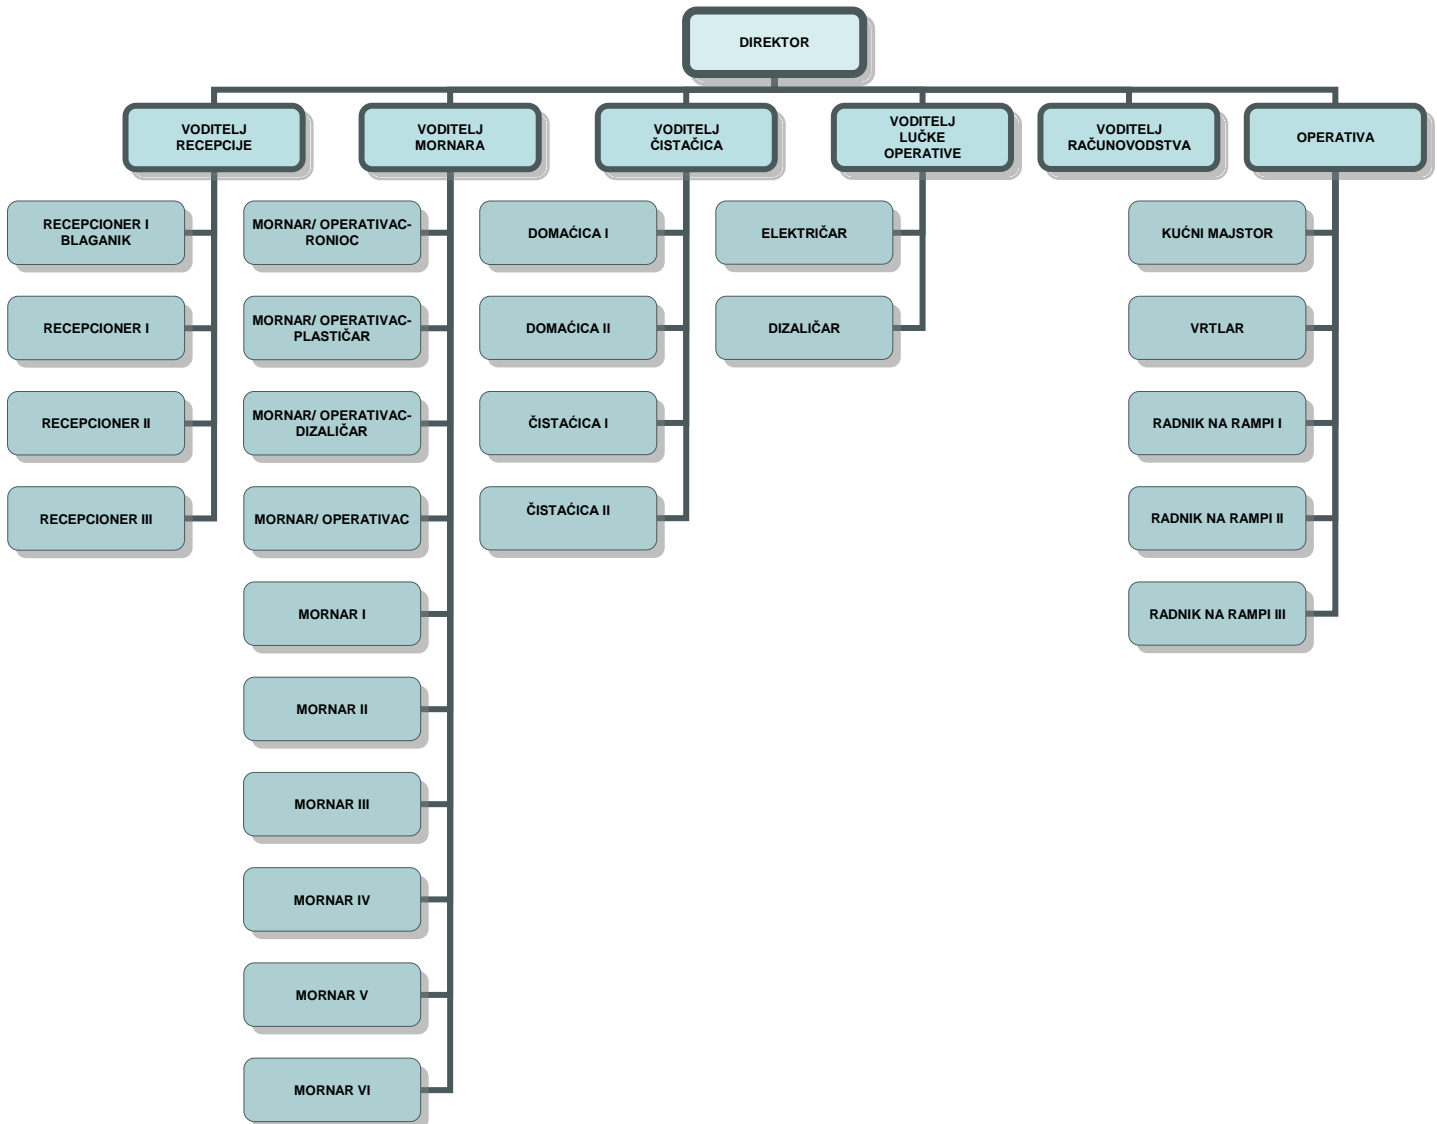 DIREKTOR
VODITELJ
RECEPCIJE
VODITELJ
MORNARA
VODITELJ
ČISTAČICA
VODITELJ
LUČKE
OPERATIVE
VODITELJ
RAČUNOVODSTVA
OPERATIVA
RECEPCIONER I
BLAGANIK
RECEPCIONER I
RECEPCIONER II
RECEPCIONER III
MORNAR/ OPERATIVAC-
RONIOC
MORNAR/ OPERATIVAC-
PLASTIČAR
MORNAR/ OPERATIVAC-
DIZALIČAR
MORNAR/ OPERATIVAC
MORNAR I
MORNAR II
MORNAR III
MORNAR IV
MORNAR V
MORNAR VI
DOMAĆICA I
DOMAĆICA II
ČISTAĆICA I
ČISTAĆICA II
ELEKTRIČAR
DIZALIČAR
KUĆNI MAJSTOR
VRTLAR
RADNIK NA RAMPI I
RADNIK NA RAMPI II
RADNIK NA RAMPI III